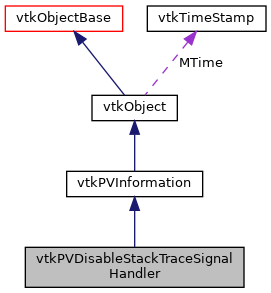 vtkObjectBase
vtkTimeStamp
MTime
vtkObject
vtkPVInformation
vtkPVDisableStackTraceSignal
Handler